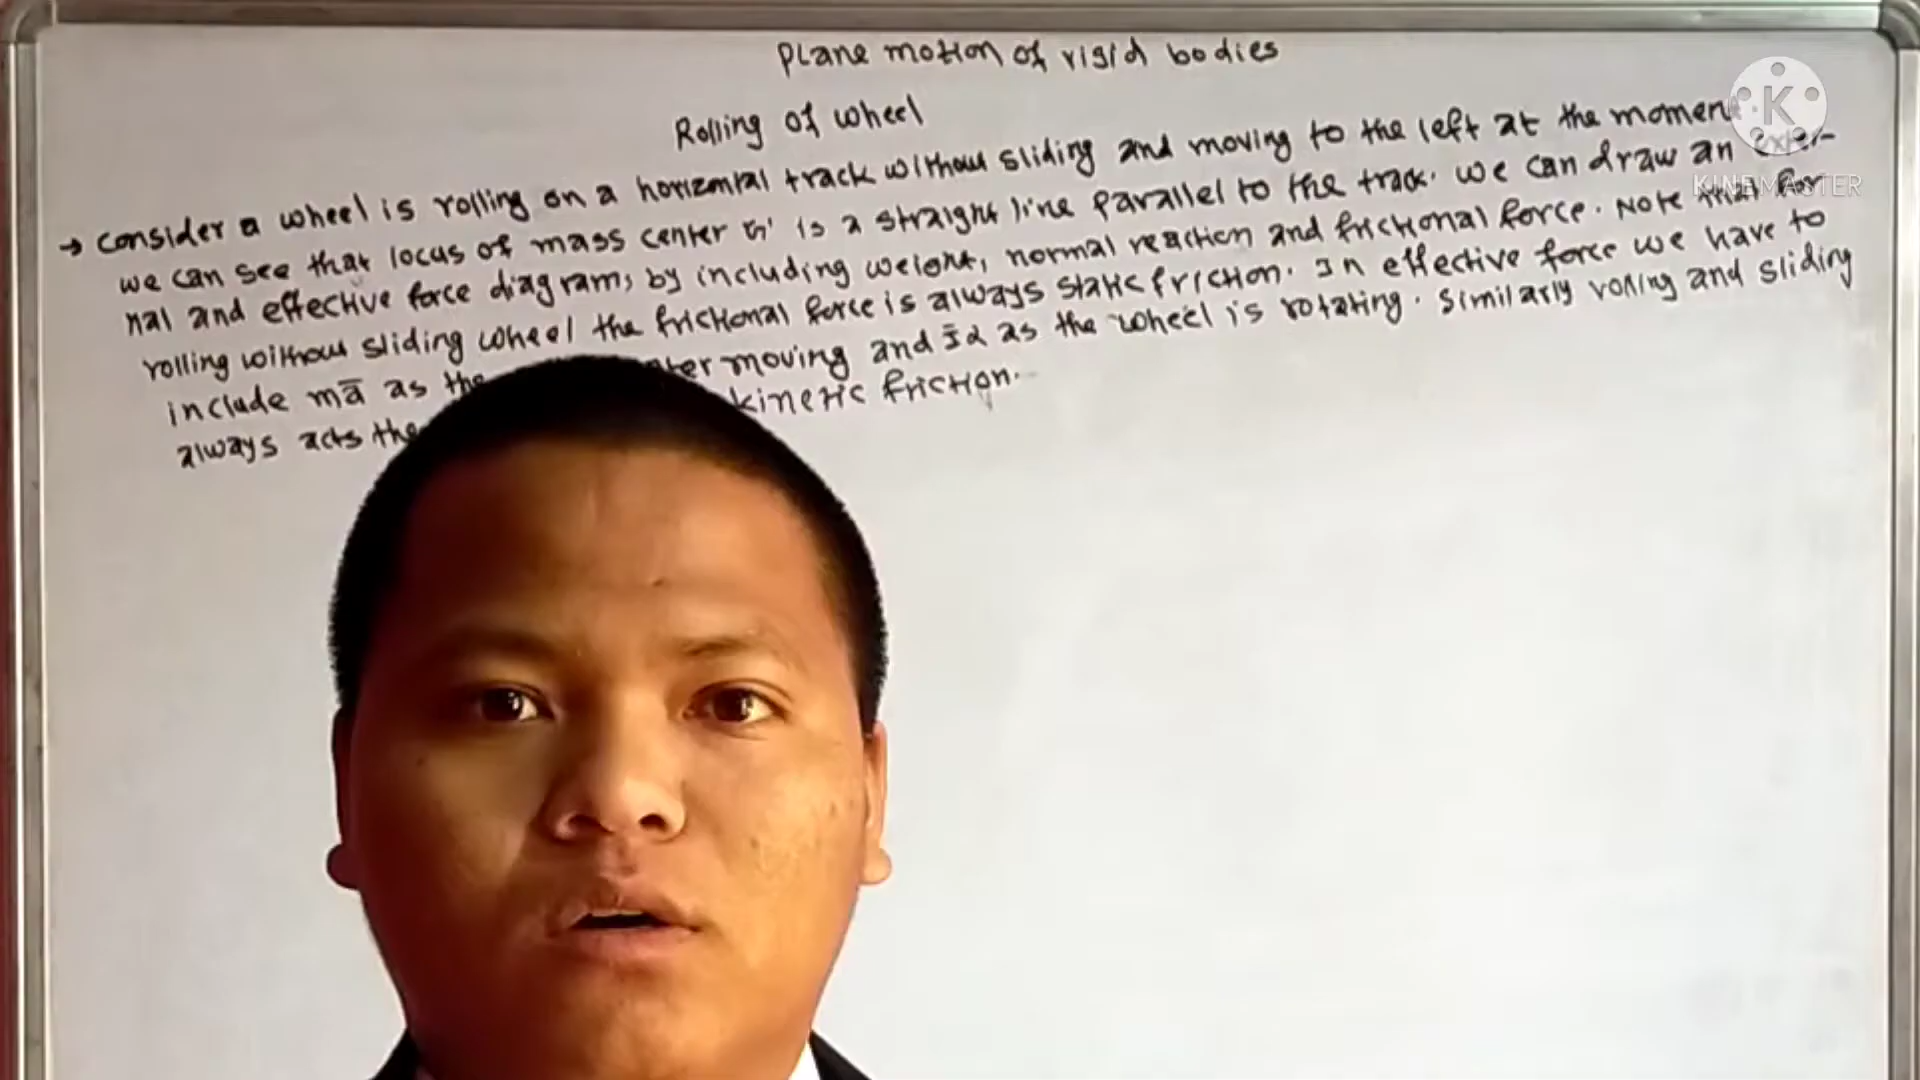 Plane motion of rigid bodies
Rolling of wheel
→ Consider a wheel is rolling on a horizontal track without sliding and moving to the left at the moment
we can see that locus of mass center 'G' is a straight line parallel to the track. we can draw an exter-
nal and effective force diagrams by including weight, normal reaction and frictional force. Note that for
rolling without sliding wheel the frictional force is always static friction. In effective force we have to
include mā as the moving and Īα as the wheel is rotating. Similarly rolling and sliding
always acts the kinetic friction.
K
KINEMASTER